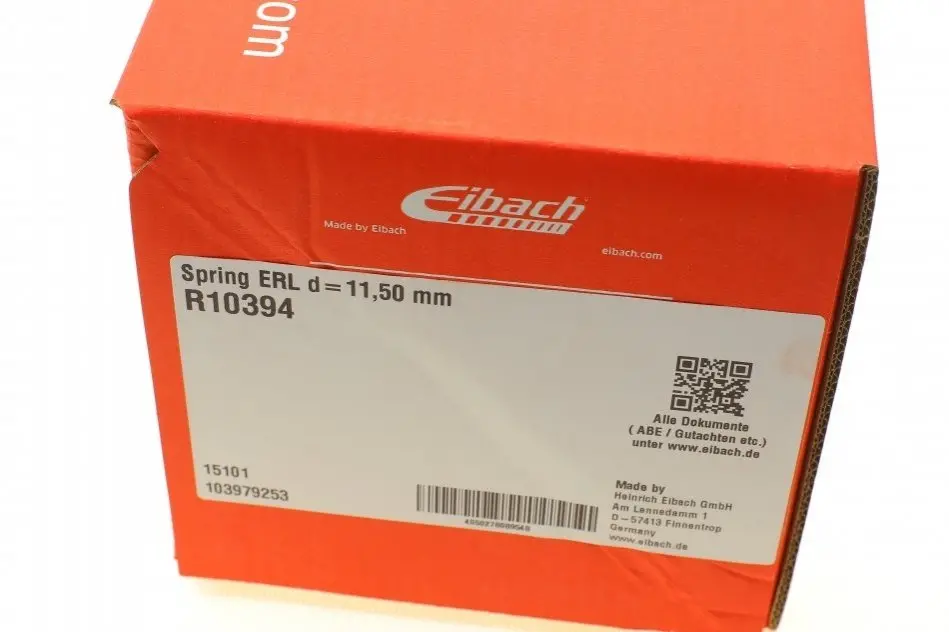 om
Eibach
Made by Eibach
eibach.com
Spring ERL d=11,50 mm
R10394
Alle Dokumente
( ABE / Gutachten etc.)
unter www.eibach.de
15101
103979253
Made by
Heinrich Eibach GmbH
Am Lennedamm 1
D-57413 Finnentrop
Germany
www.eibach.de